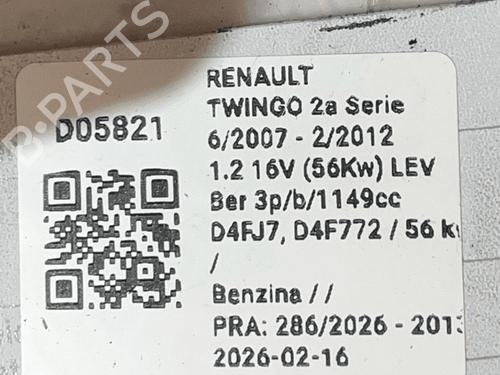 RENAULT
TWINGO 2a Serie
D05821
6/2007 - 2/2012
1.2 16V (56Kw) LEV
Ber 3p/b/1149cc
D4FJ7, D4F772 / 56 k
/
Benzina / /
PRA: 286/2026 - 2013
2026-02-16
B-PARTS